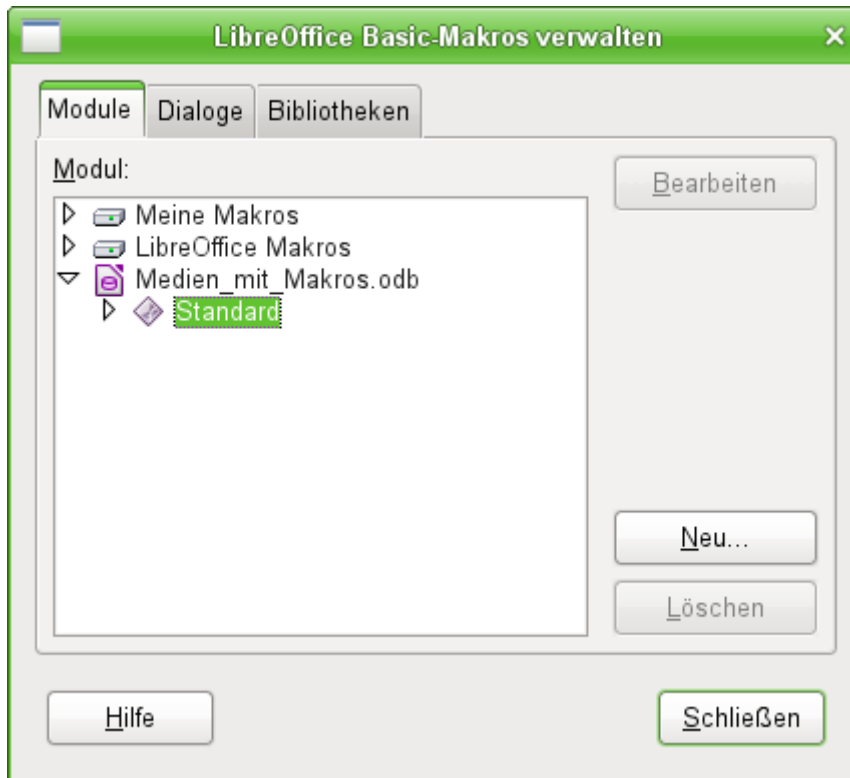 LibreOffice Basic-Makros verwalten
Module Dialoge Bibliotheken
Modul:
Bearbeiten
Meine Makros
LibreOffice Makros
Medien_mit_Makros.odb
Standard
Neu...
Löschen
Hilfe
Schließen